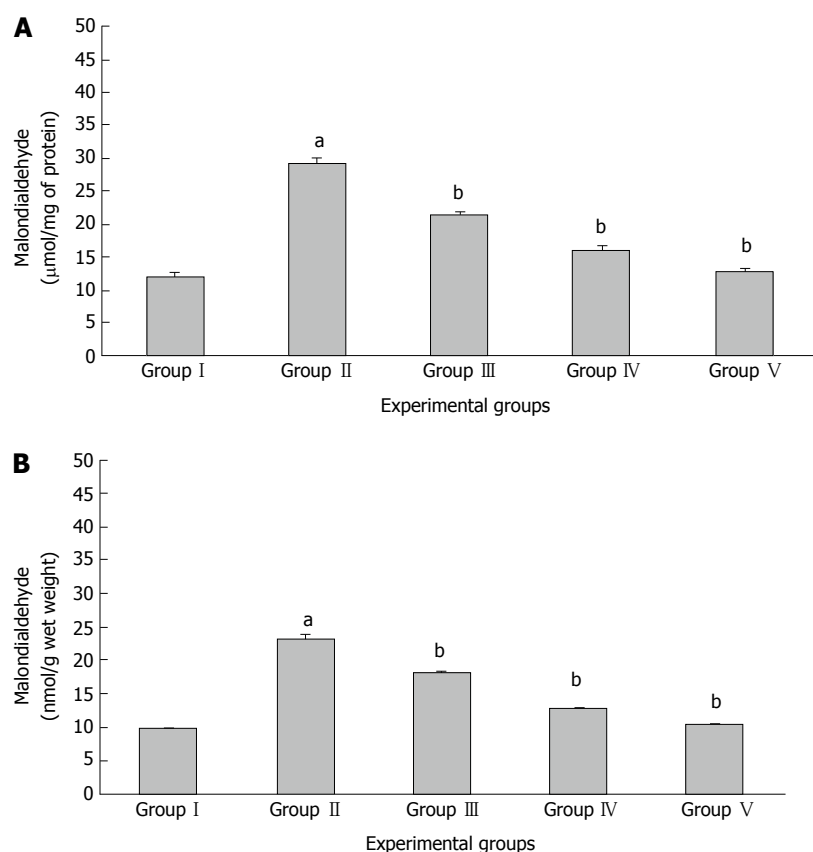 A
Malondialdehyde
(μmol/mg of protein)
50
45
40
35
30
25
20
15
10
5
0
a
b
b
b
Group Ⅰ
Group Ⅱ
Group Ⅲ
Group Ⅳ
Group Ⅴ
Experimental groups
B
Malondialdehyde
(nmol/g wet weight)
50
45
40
35
30
25
20
15
10
5
0
a
b
b
b
Group Ⅰ
Group Ⅱ
Group Ⅲ
Group Ⅳ
Group Ⅴ
Experimental groups